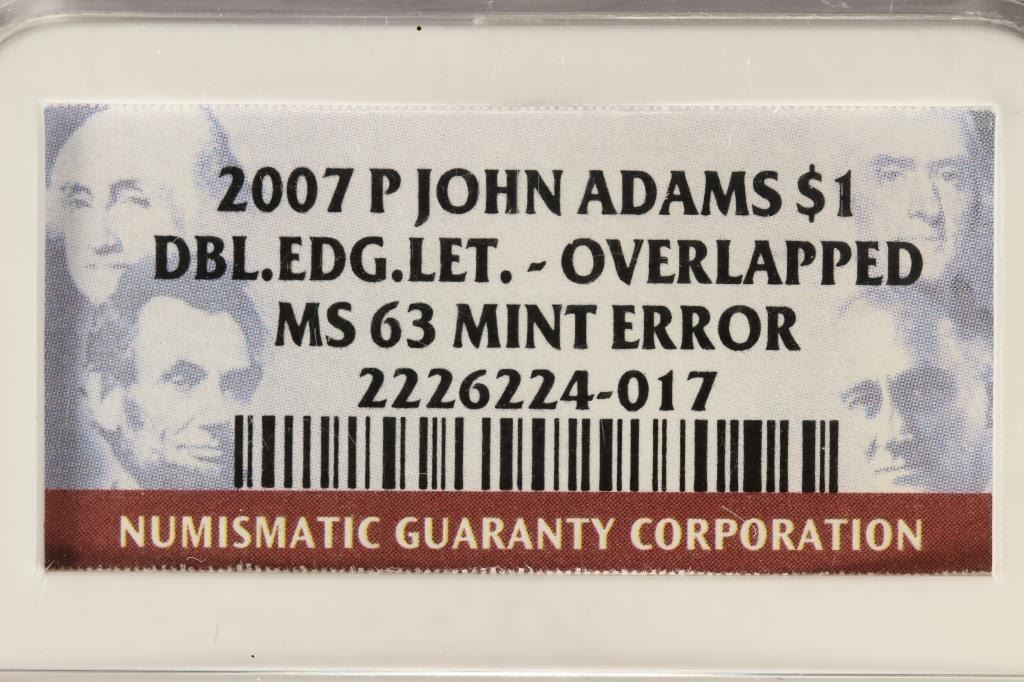 2007 P JOHN ADAMS $1
DBL.EDG.LET. - OVERLAPPED
MS 63 MINT ERROR
2226224-017
NUMISMATIC GUARANTY CORPORATION